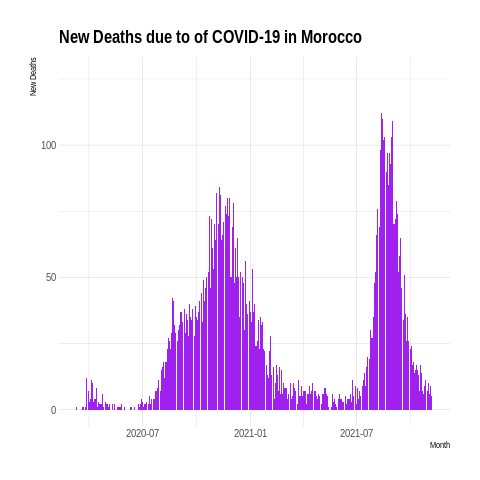 New Deaths due to of COVID-19 in Morocco
New Deaths
100
50
0
2020-07 2021-01 2021-07
Month